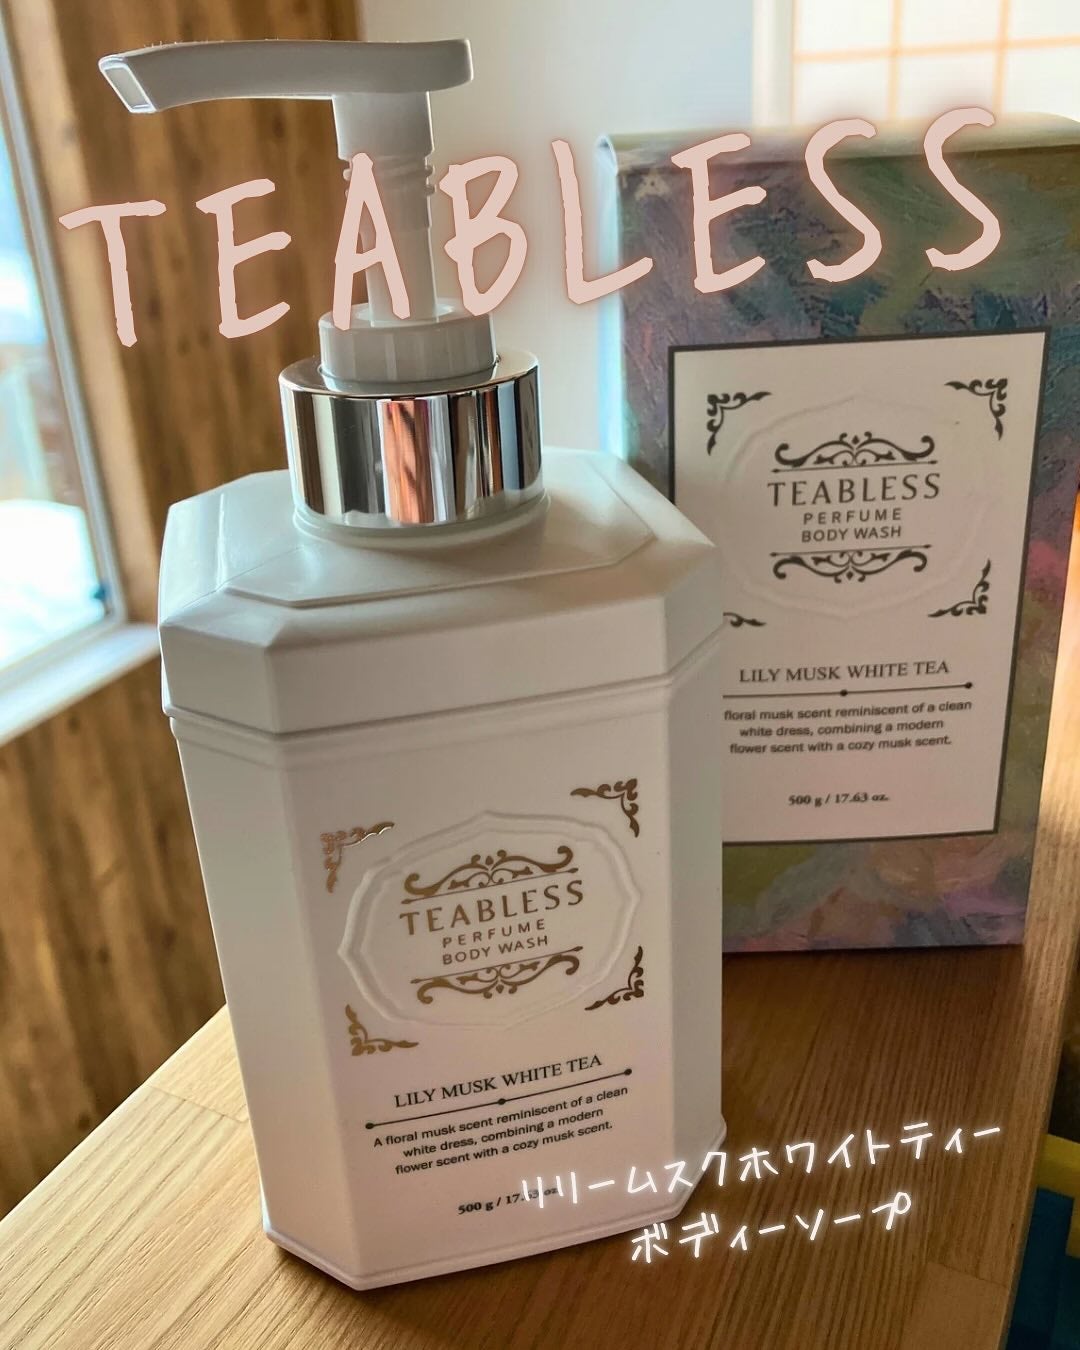 TEABLESS
TEABLESS
PERFUME
BODY WASH
LILY MUSK WHITE TEA
floral musk scent reminiscent of a clean
white dress, combining a modern
flower scent with a cozy musk scent.
500 g / 17.63 oz.
TEABLESS
PERFUME
BODY WASH
LILY MUSK WHITE TEA
A floral musk scent reminiscent of a clean
white dress, combining a modern
flower scent with a cozy musk scent.
500 g / 17.63 oz
リリームスクホワイトティー
ボディーソープ